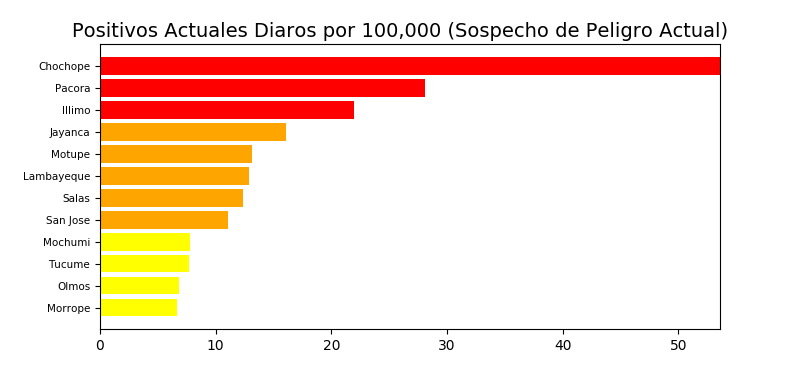 Positivos Actuales Diaros por 100,000 (Sospecho de Peligro Actual)
Chochope
Pacora
Illimo
Jayanca
Motupe
Lambayeque
Salas
San Jose
Mochumi
Tucume
Olmos
Morrope
0 10 20 30 40 50